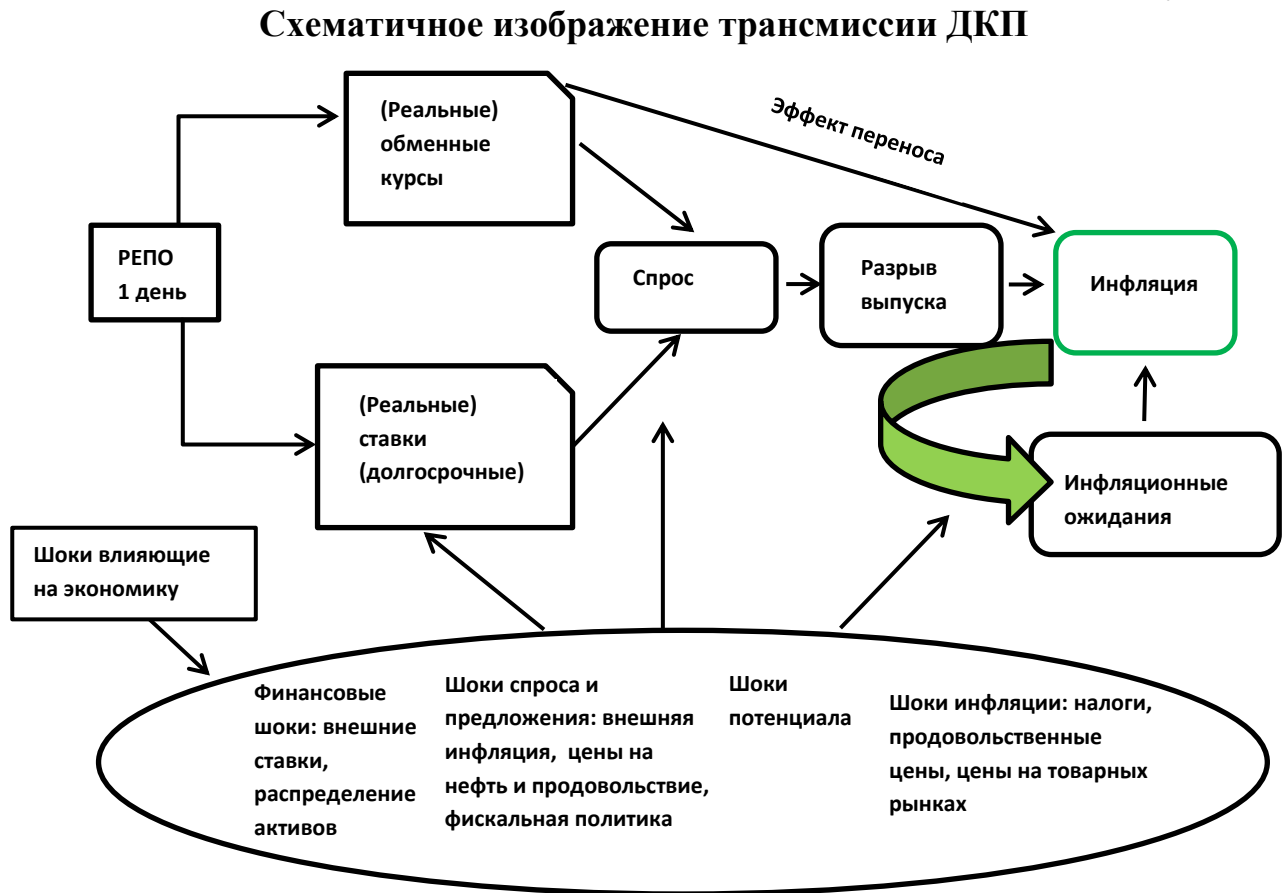 Схематичное изображение трансмиссии ДКП
(Реальные)
обменные
курсы
Эффект переноса
РЕПО
1 день
Спрос
Разрыв
выпуска
Инфляция
(Реальные)
ставки
(долгосрочные)
Инфляционные
ожидания
Шоки влияющие
на экономику
Финансовые
шоки: внешние
ставки,
распределение
активов
Шоки спроса и
предложения: внешняя
инфляция, цены на
нефть и продовольствие,
фискальная политика
Шоки
потенциала
Шоки инфляции: налоги,
продовольственные
цены, цены на товарных
рынках